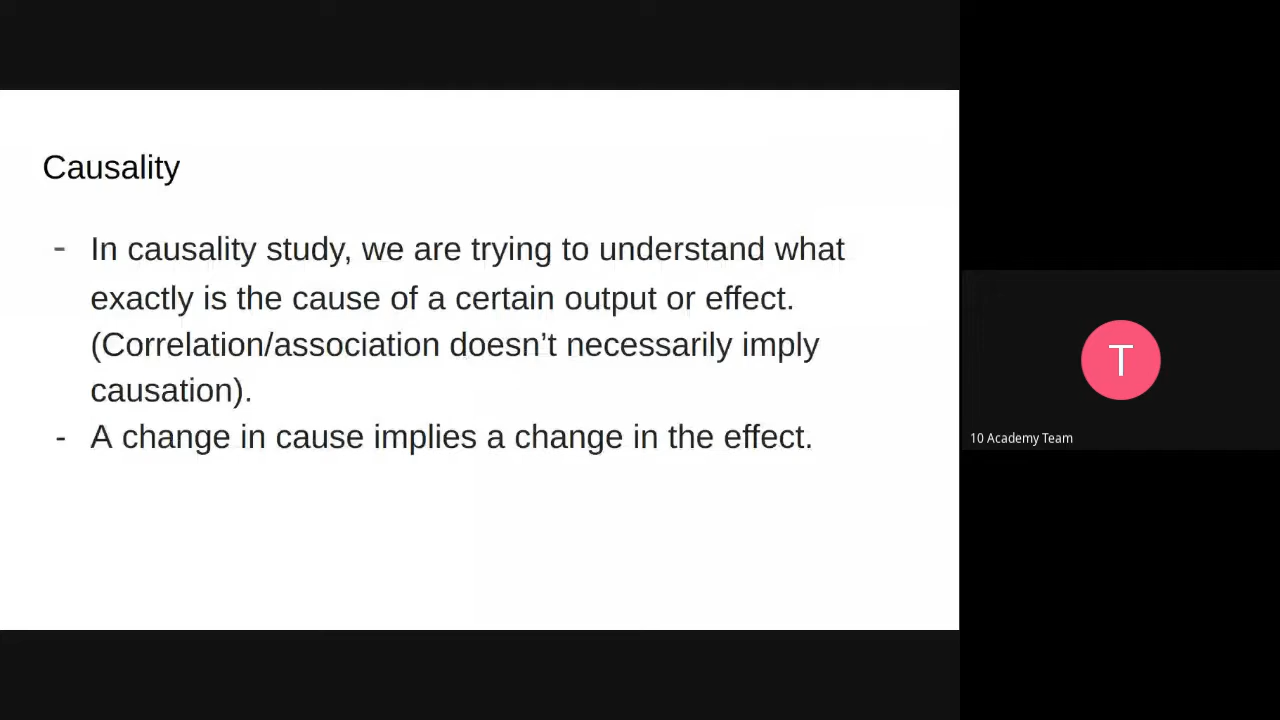 Causality
- In causality study, we are trying to understand what
exactly is the cause of a certain output or effect.
(Correlation/association doesn’t necessarily imply
causation).
- A change in cause implies a change in the effect.
T
10 Academy Team